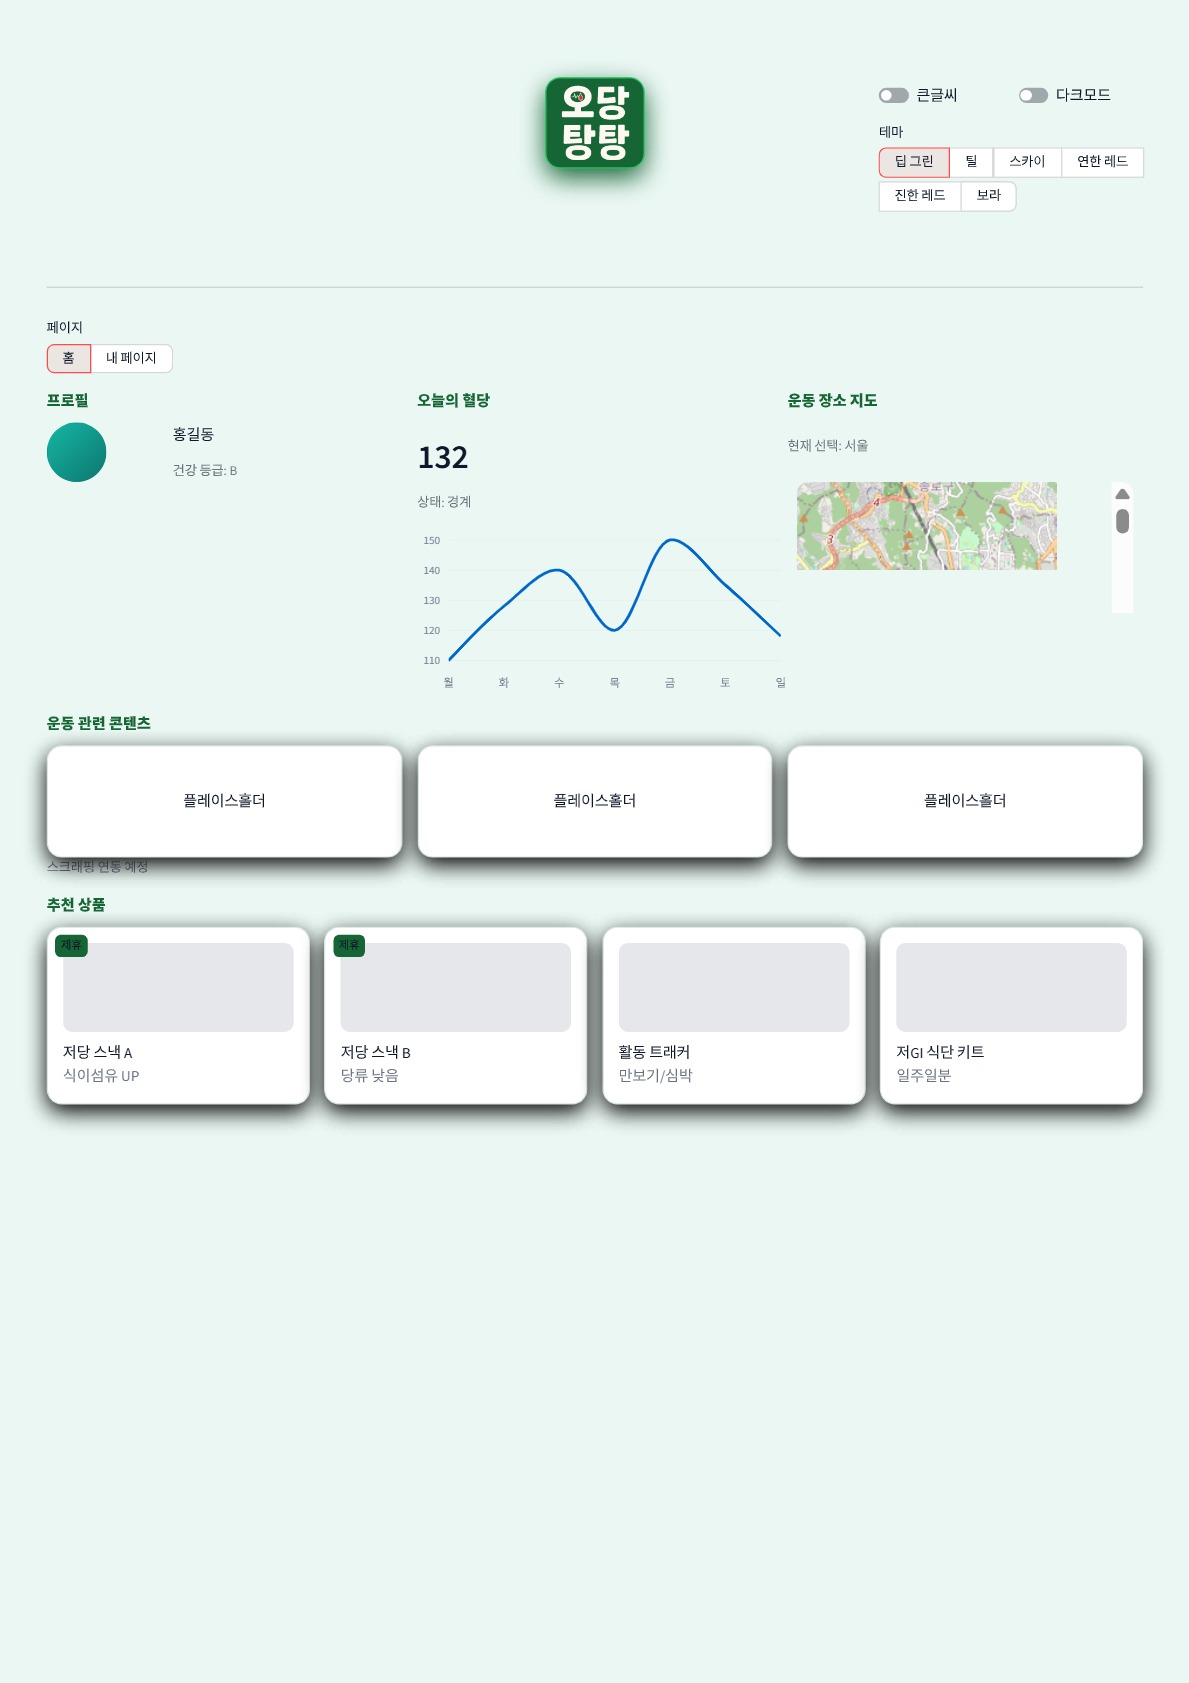 오당
탕탕
큰글씨
다크모드
테마
딥 그린
틸
스카이
연한 레드
진한 레드
보라
페이지
홈
내 페이지
프로필
홍길동
건강 등급: B
오늘의 혈당
132
상태: 경계
150
140
130
120
110
월 화 수 목 금 토 일
운동 장소 지도
현재 선택: 서울
종로구
4
3
운동 관련 콘텐츠
플레이스홀더
플레이스홀더
플레이스홀더
스크래핑 연동 예정
추천 상품
제휴
저당 스낵 A
식이섬유 UP
제휴
저당 스낵 B
당류 낮음
활동 트래커
만보기/심박
저GI 식단 키트
일주일분